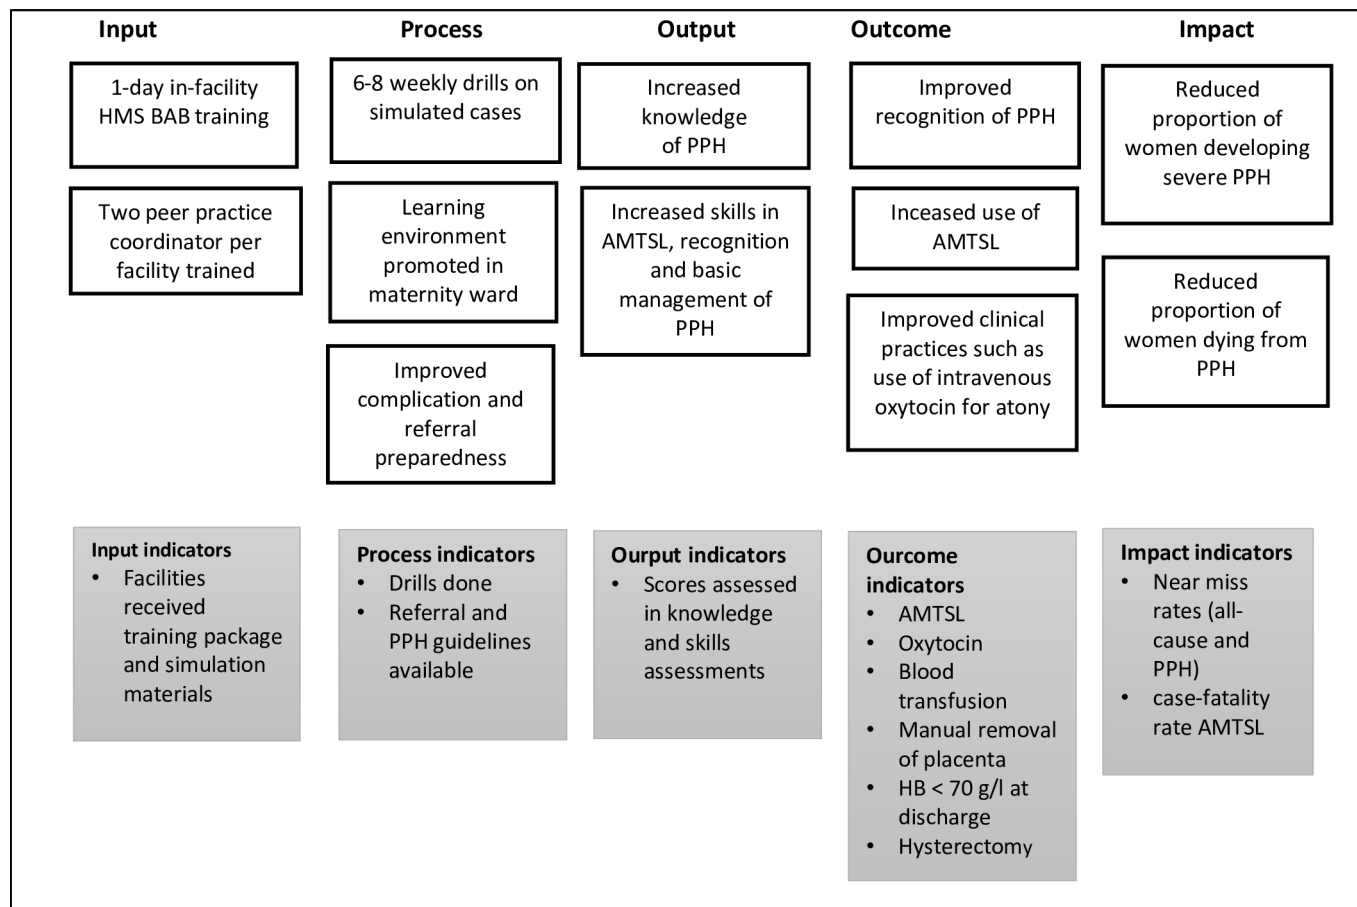 Input
Process
Output
Outcome
Impact
1-day in-facility
HMS BAB training
Two peer practice
coordinator per
facility trained
6-8 weekly drills on
simulated cases
Learning
environment
promoted in
maternity ward
Improved
complication and
referral
preparedness
Increased
knowledge
of PPH
Increased skills in
AMTSL, recognition
and basic
management of
PPH
Improved
recognition of PPH
Inceased use of
AMTSL
Improved clinical
practices such as
use of intravenous
oxytocin for atony
Reduced
proportion of
women developing
severe PPH
Reduced
proportion of
women dying from
PPH
Input indicators
• Facilities
received
training package
and simulation
materials
Process indicators
• Drills done
• Referral and
PPH guidelines
available
Ourput indicators
• Scores assessed
in knowledge
and skills
assessments
Ourcome
indicators
• AMTSL
• Oxytocin
• Blood
transfusion
• Manual removal
of placenta
• HB < 70 g/l at
discharge
• Hysterectomy
Impact indicators
• Near miss
rates (all-
cause and
PPH)
• case-fatality
rate AMTSL